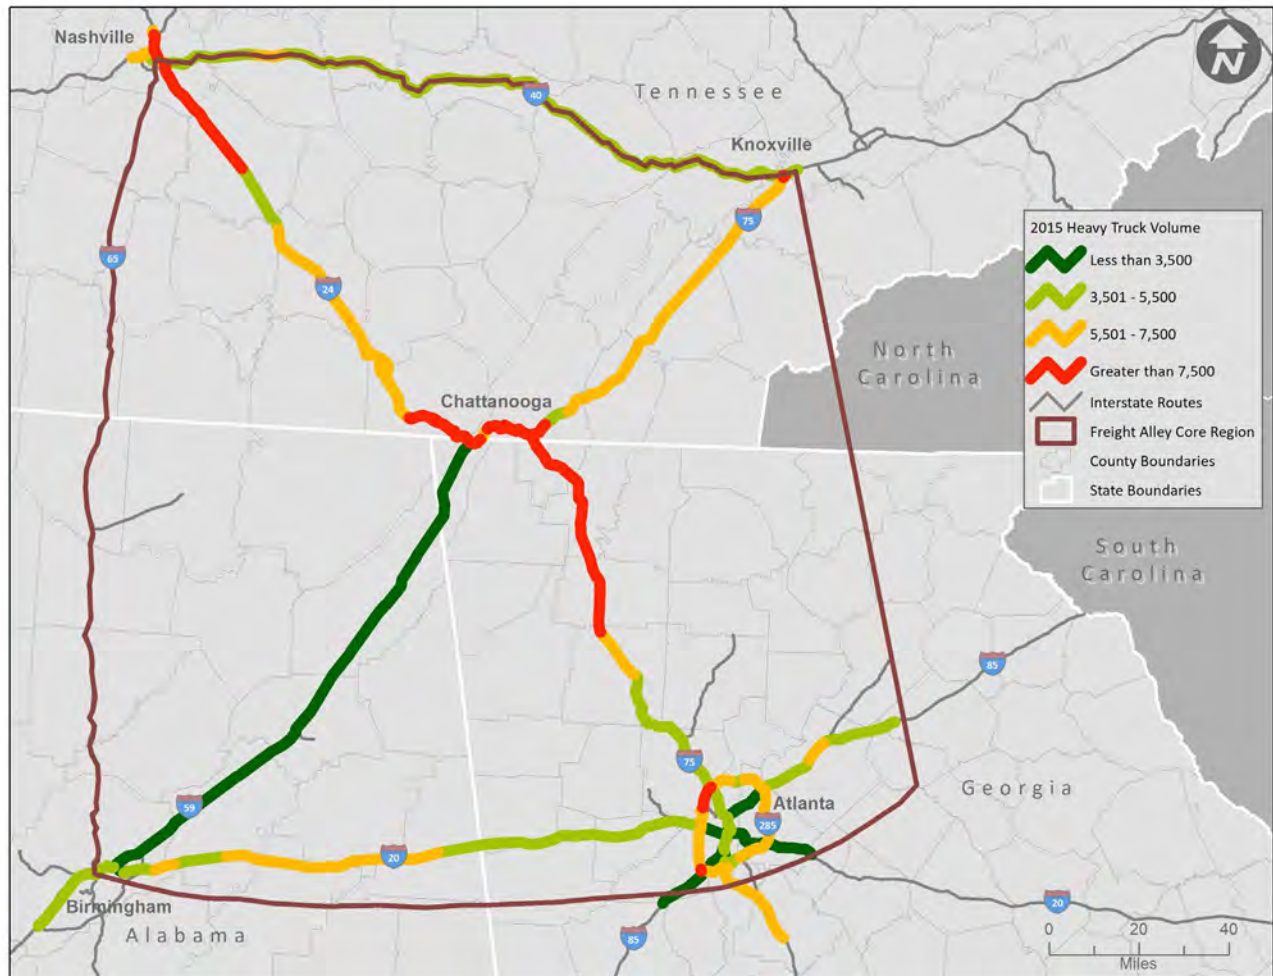 Nashville
N
40
Tennessee
Knoxville
75
65
24
2015 Heavy Truck Volume
Less than 3,500
3,501 - 5,500
5,501 - 7,500
Greater than 7,500
Interstate Routes
Freight Alley Core Region
County Boundaries
State Boundaries
North
Carolina
Chattanooga
South
Carolina
85
75
59
Georgia
Atlanta
285
20
Birmingham
Alabama
85
20
0 20 40
Miles